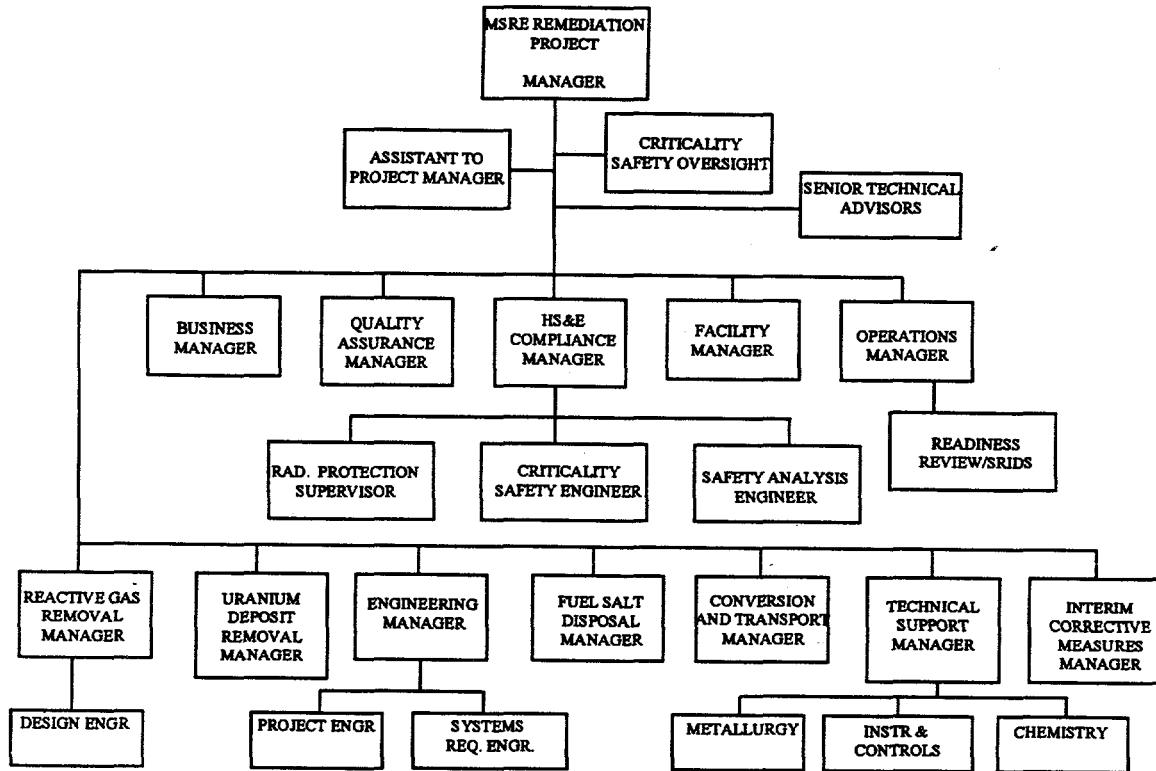 MSRE REMEDIATION
PROJECT
MANAGER
ASSISTANT TO
PROJECT MANAGER
CRITICALITY
SAFETY OVERSIGHT
SENIOR TECHNICAL
ADVISORS
BUSINESS
MANAGER
QUALITY
ASSURANCE
MANAGER
HS&E
COMPLIANCE
MANAGER
FACILITY
MANAGER
OPERATIONS
MANAGER
READINESS
REVIEW/SRIDS
RAD. PROTECTION
SUPERVISOR
CRITICALITY
SAFETY ENGINEER
SAFETY ANALYSIS
ENGINEER
REACTIVE GAS
REMOVAL
MANAGER
URANIUM
DEPOSIT
REMOVAL
MANAGER
ENGINEERING
MANAGER
FUEL SALT
DISPOSAL
MANAGER
CONVERSION
AND TRANSPORT
MANAGER
TECHNICAL
SUPPORT
MANAGER
INTERIM
CORRECTIVE
MEASURES
MANAGER
DESIGN ENGR
PROJECT ENGR
SYSTEMS
REQ. ENGR.
METALLURGY
INSTR &
CONTROLS
CHEMISTRY